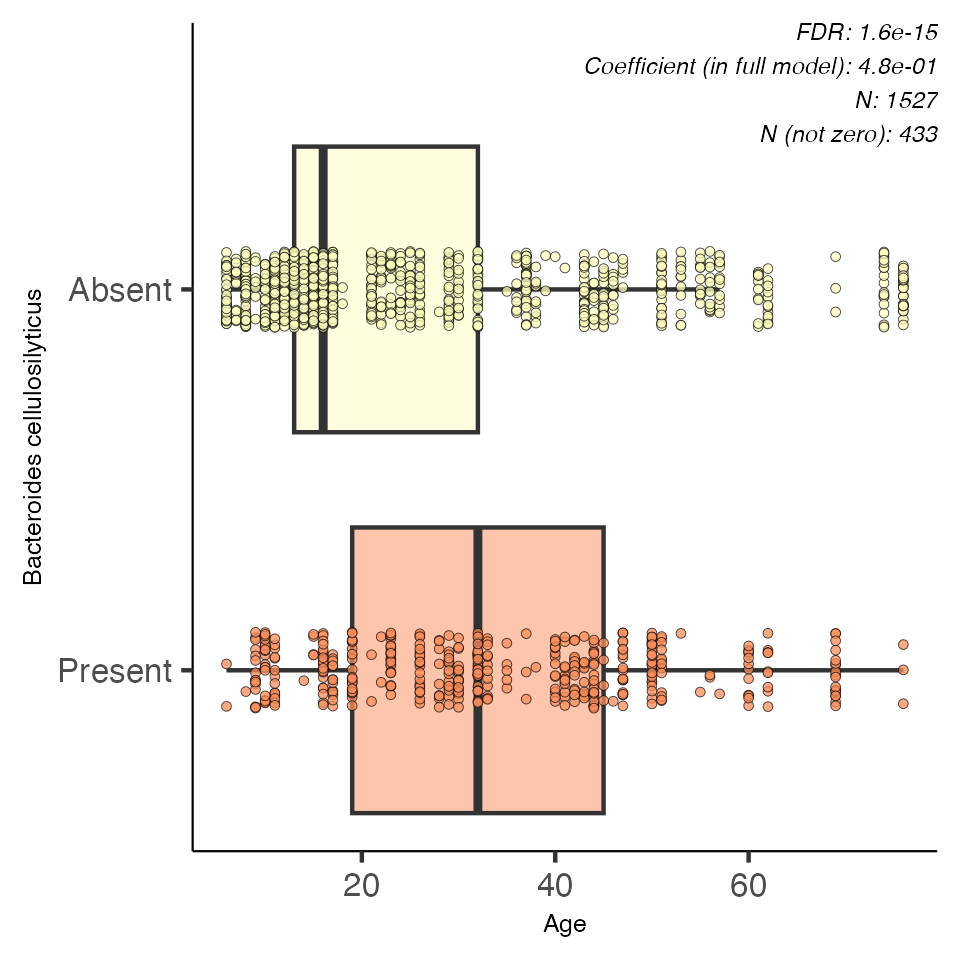 FDR: 1.6e-15
Coefficient (in full model): 4.8e-01
N: 1527
N (not zero): 433
Bacteroides cellulosilyticus
Absent
Present
20 40 60
Age